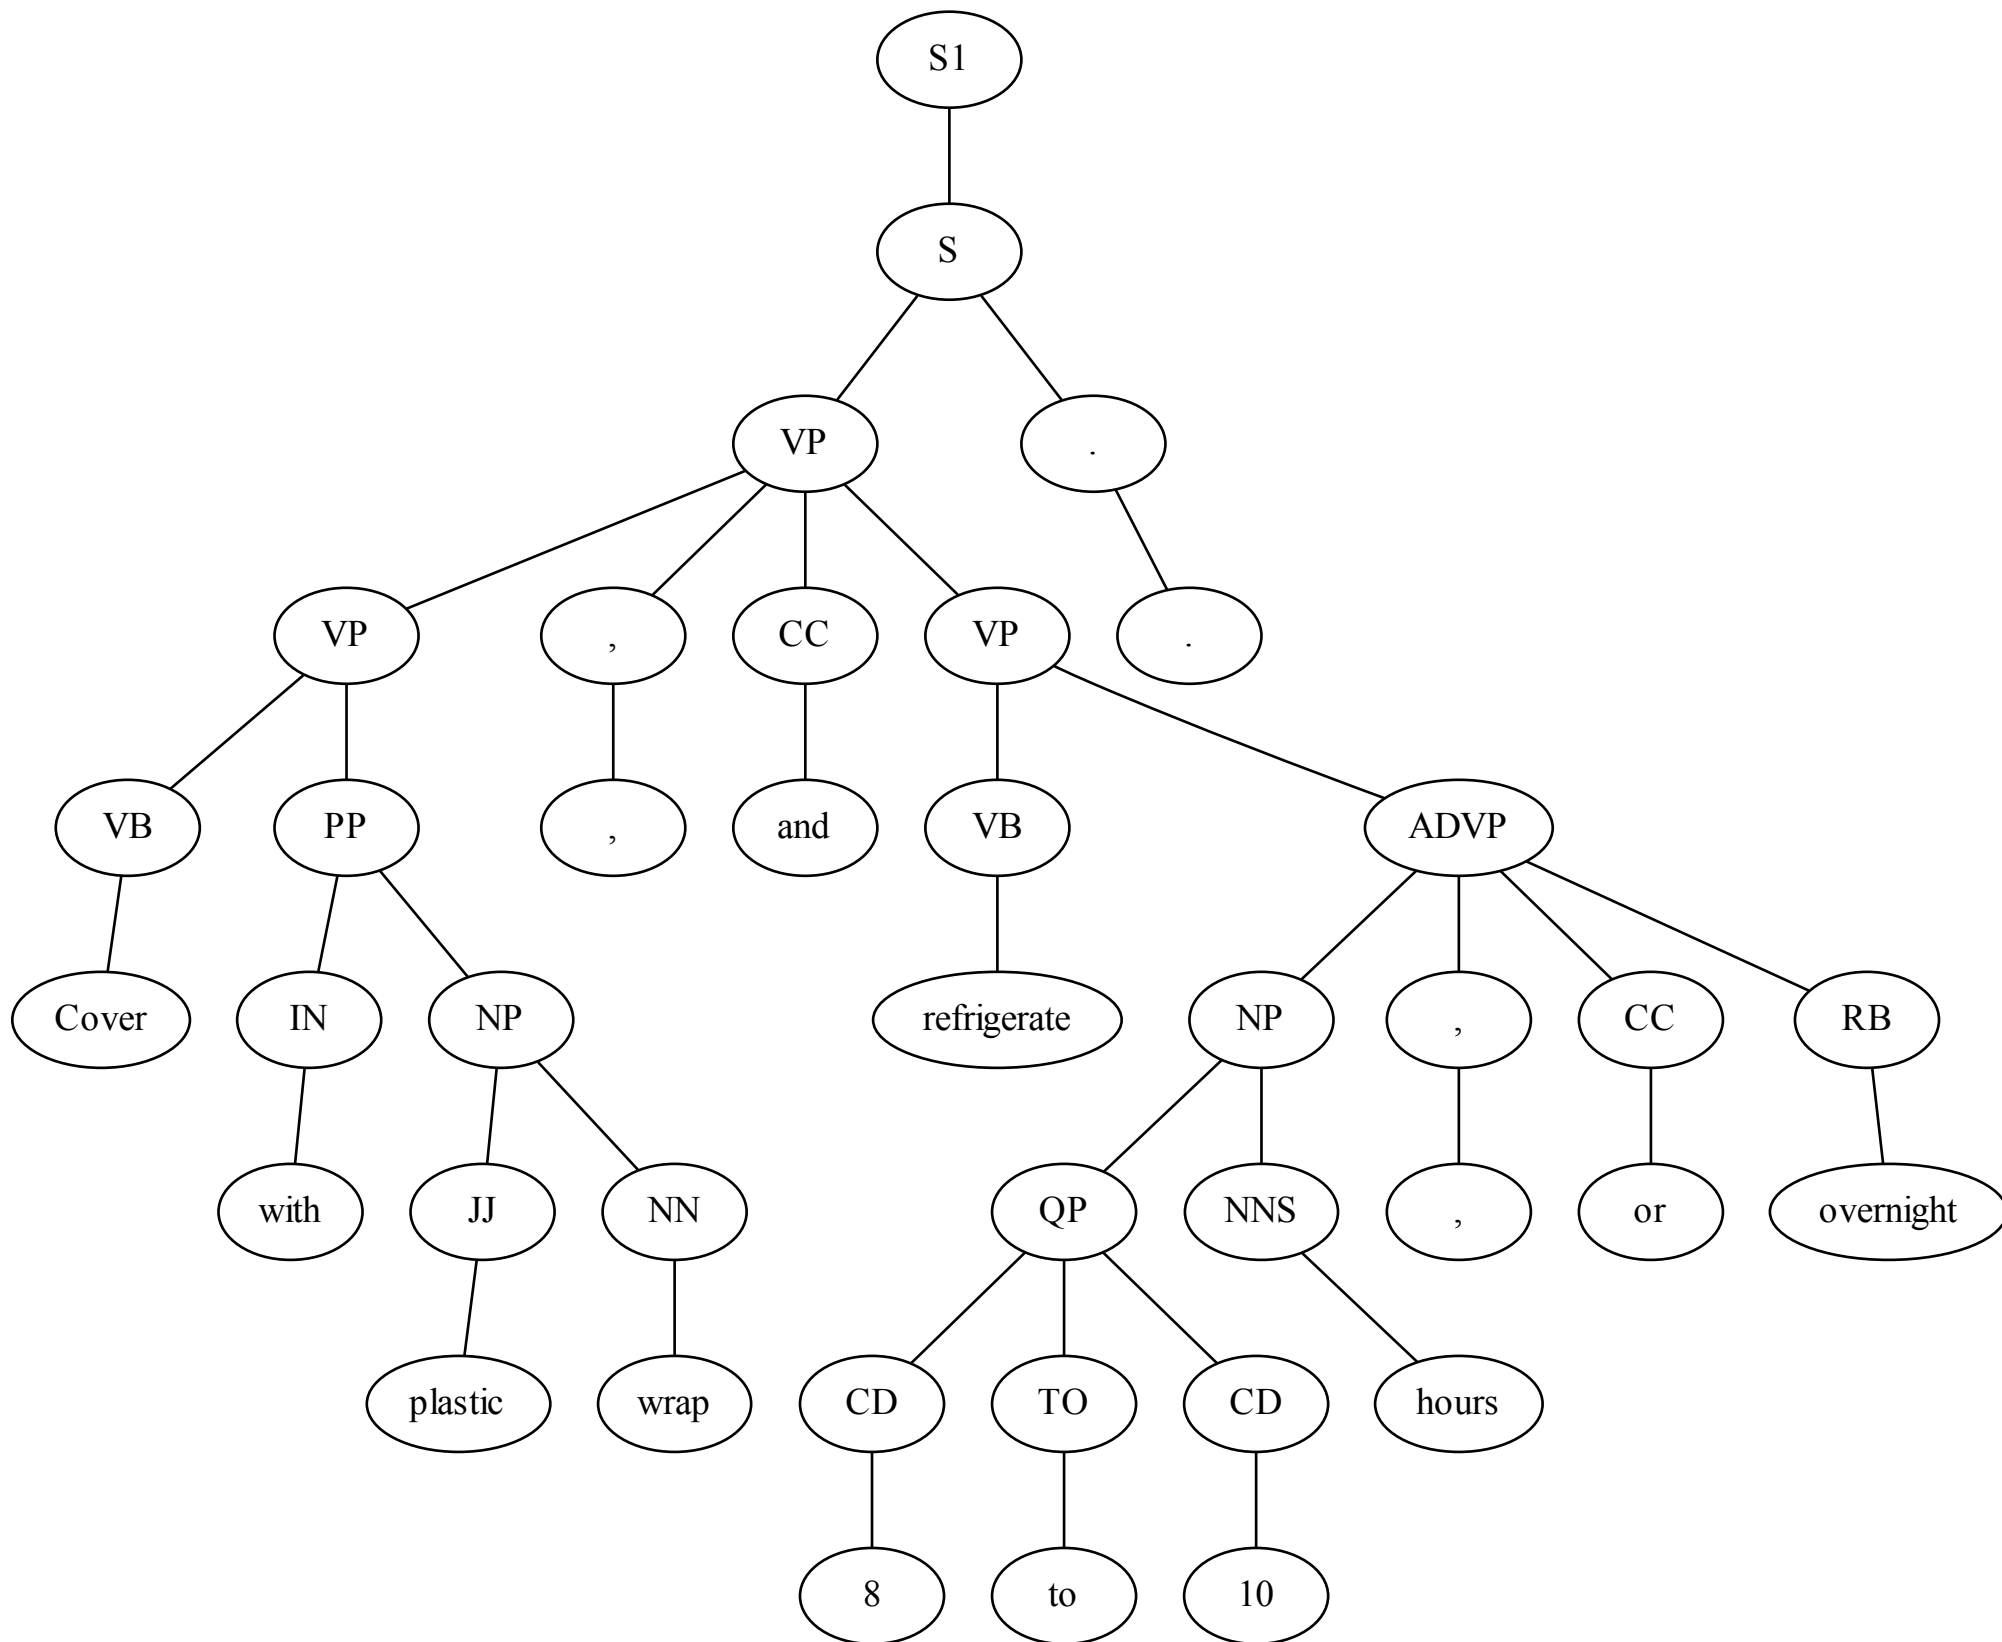 S1
S
VP .
VP , CC VP .
VB PP , and VB ADVP
Cover IN NP refrigerate NP , CC RB
with JJ NN QP NNS , or overnight
plastic wrap CD TO CD hours
8 to 10